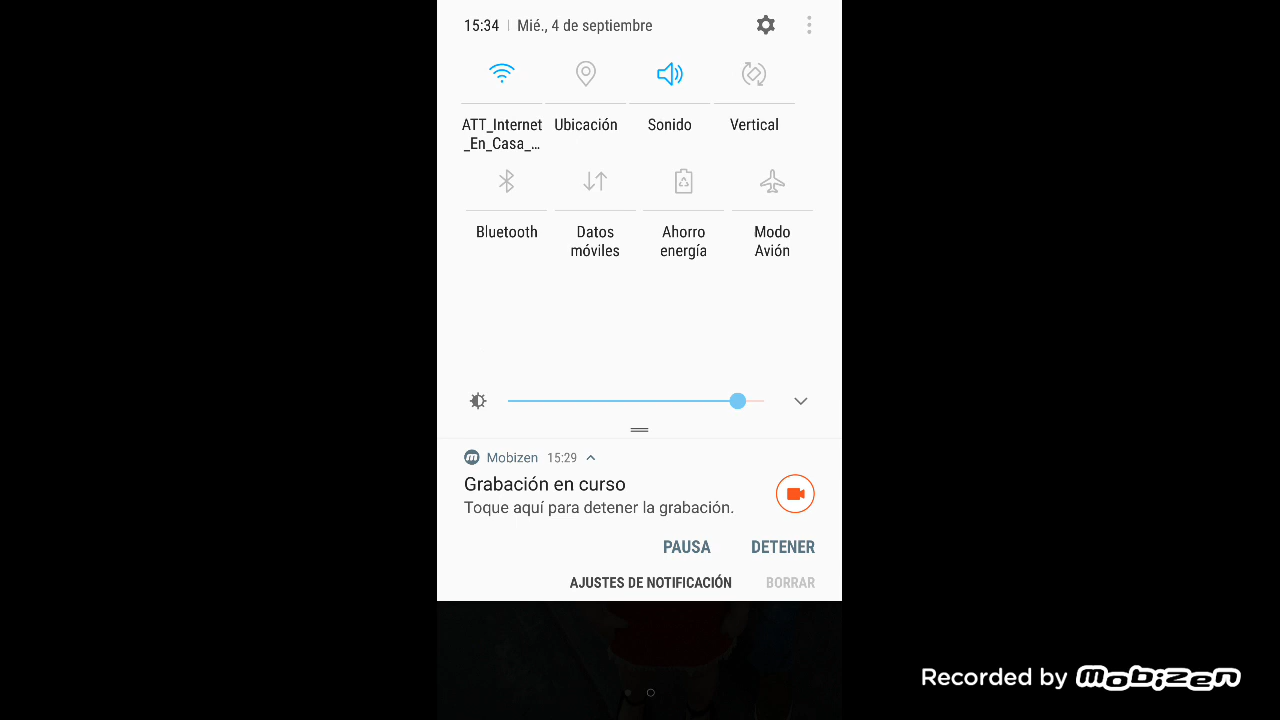 15:34 | Mié., 4 de septiembre
ATT_Internet
_En_Casa_...
Ubicación
Sonido
Vertical
Bluetooth
Datos
móviles
Ahorro
energía
Modo
Avión
Mobizen 15:29
Grabación en curso
Toque aquí para detener la grabación.
PAUSA DETENER
AJUSTES DE NOTIFICACIÓN BORRAR
Recorded by mobizen